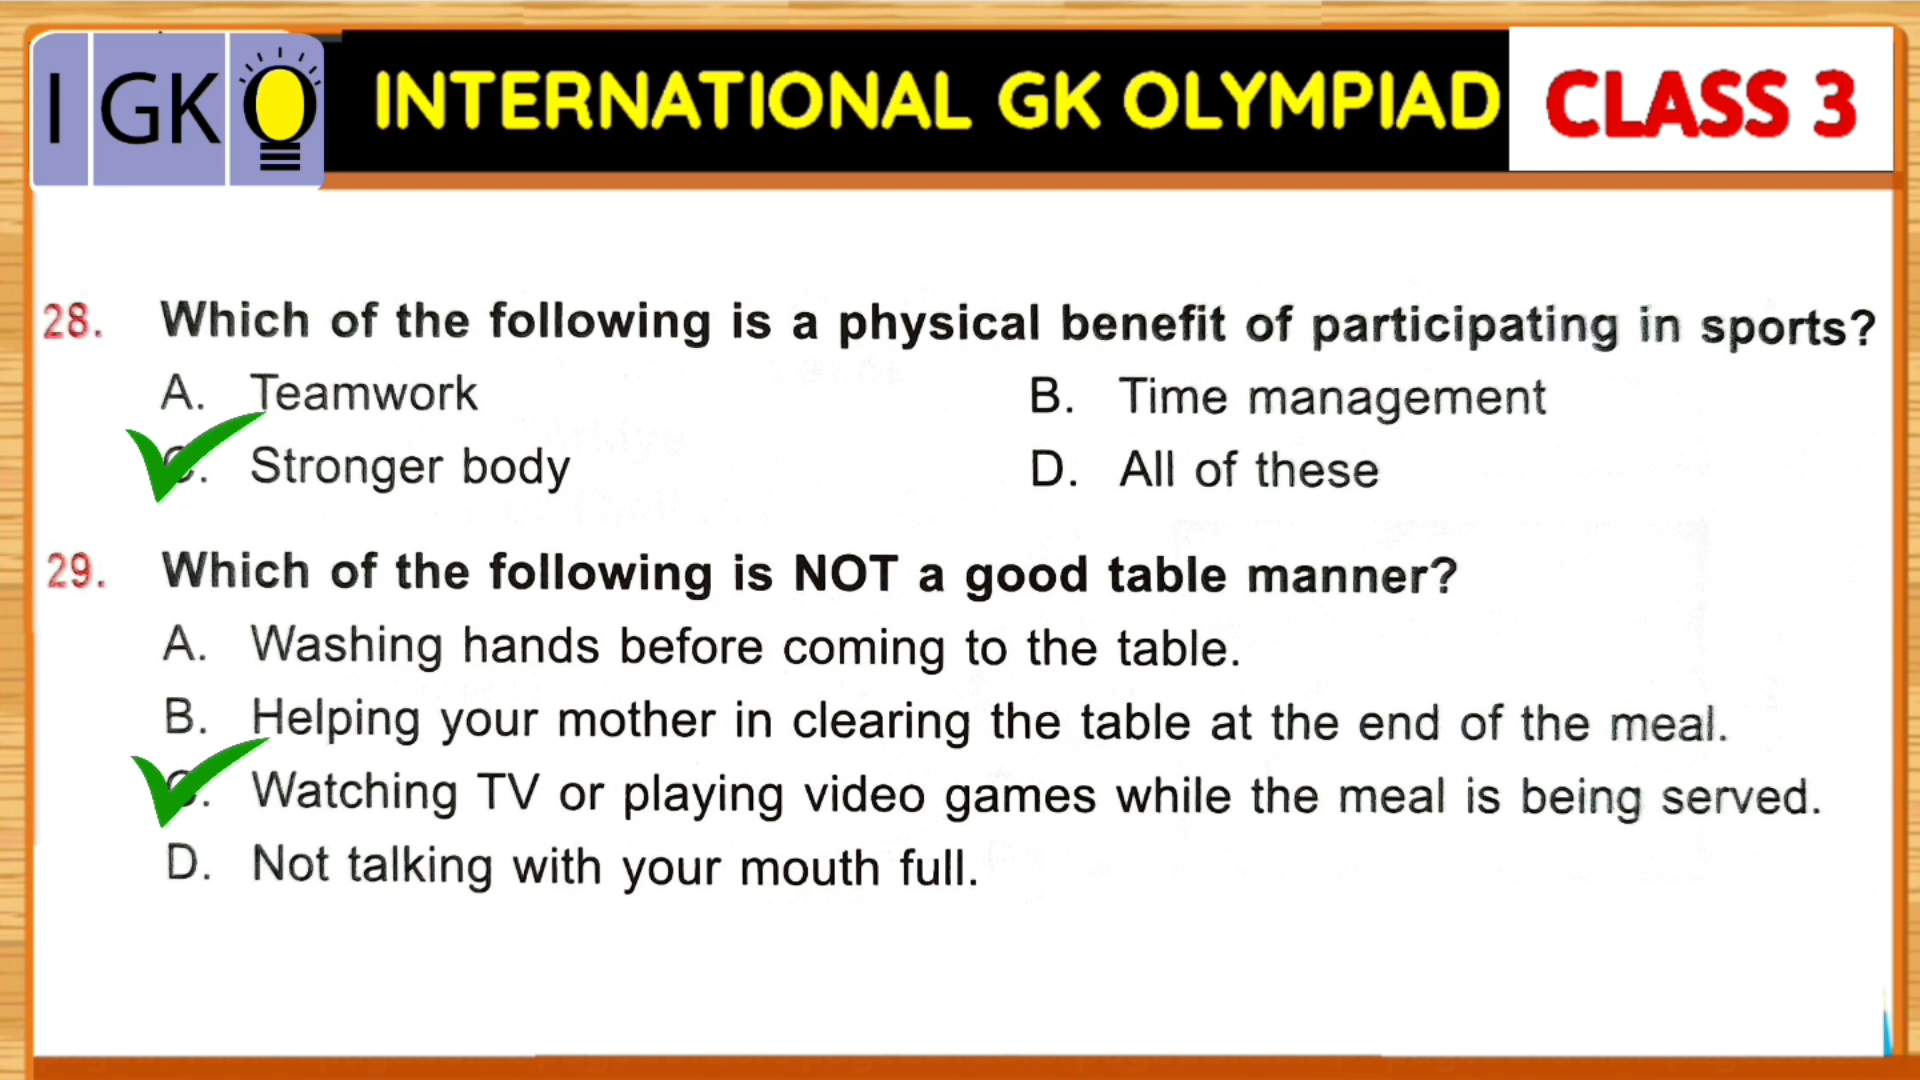 I GK
INTERNATIONAL GK OLYMPIAD
CLASS 3
28. Which of the following is a physical benefit of participating in sports?
A. Teamwork B. Time management
C. Stronger body D. All of these
29. Which of the following is NOT a good table manner?
A. Washing hands before coming to the table.
B. Helping your mother in clearing the table at the end of the meal.
C. Watching TV or playing video games while the meal is being served.
D. Not talking with your mouth full.